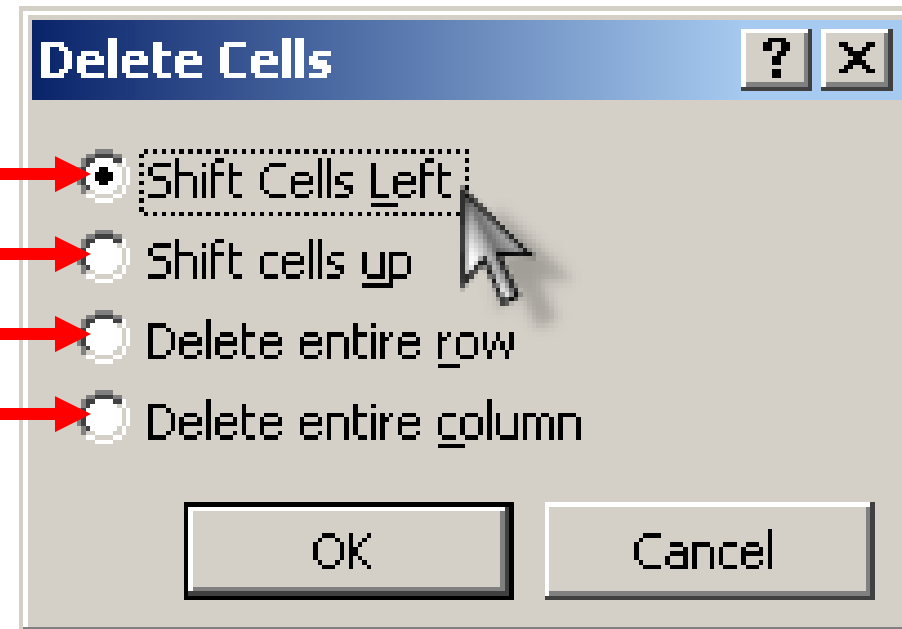 Delete Cells ? X
Shift Cells Left
Shift cells up
Delete entire row
Delete entire column
OK Cancel